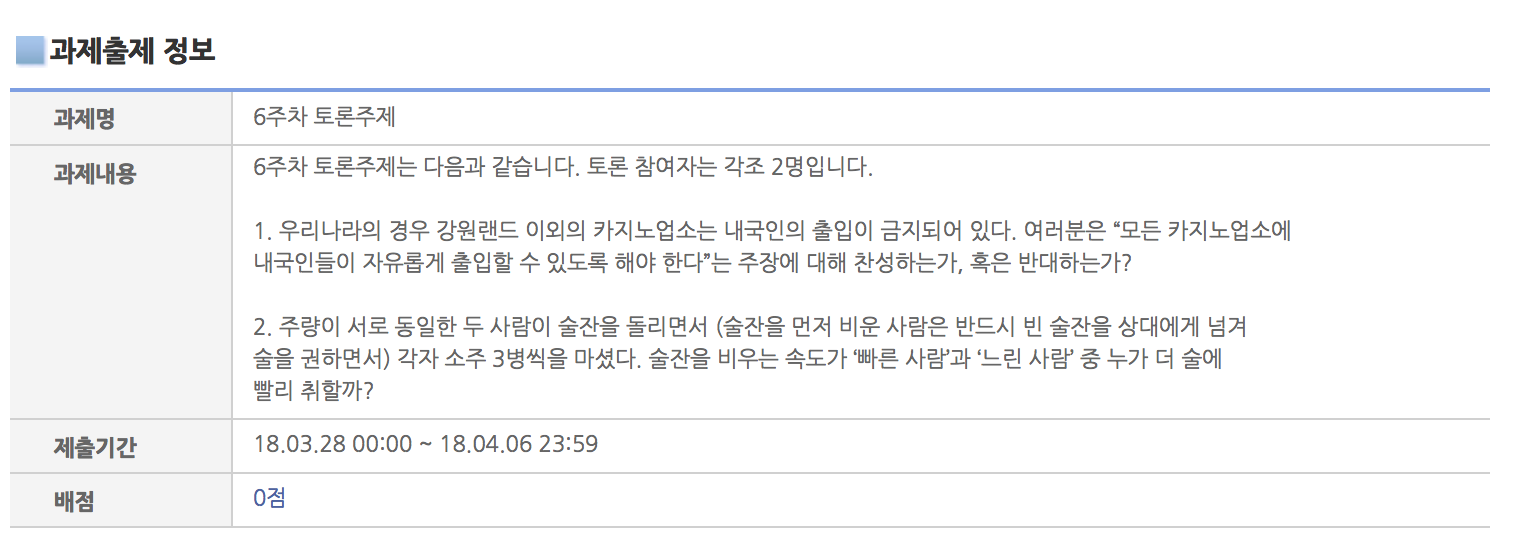 과제출제 정보
과제명
6주차 토론주제
과제내용
6주차 토론주제는 다음과 같습니다. 토론 참여자는 각조 2명입니다.
1. 우리나라의 경우 강원랜드 이외의 카지노업소는 내국인의 출입이 금지되어 있다. 여러분은 “모든 카지노업소에
내국인들이 자유롭게 출입할 수 있도록 해야 한다”는 주장에 대해 찬성하는가, 혹은 반대하는가?
2. 주량이 서로 동일한 두 사람이 술잔을 돌리면서 (술잔을 먼저 비운 사람은 반드시 빈 술잔을 상대에게 넘겨
술을 권하면서) 각자 소주 3병씩을 마셨다. 술잔을 비우는 속도가 ‘빠른 사람’과 ‘느린 사람’ 중 누가 더 술에
빨리 취할까?
제출기간
18.03.28 00:00 ~ 18.04.06 23:59
배점
0점